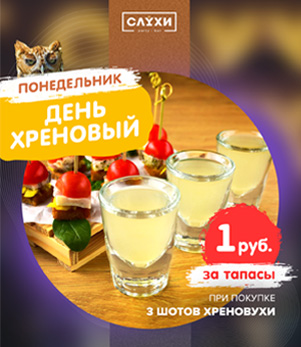 СЛУХИ
ПОНЕДЕЛЬНИК
ДЕНЬ
ХРЕНОВЫЙ
1 руб.
за тапасы
ПРИ ПОКУПКЕ
3 ШОТОВ ХРЕНОВУХИ